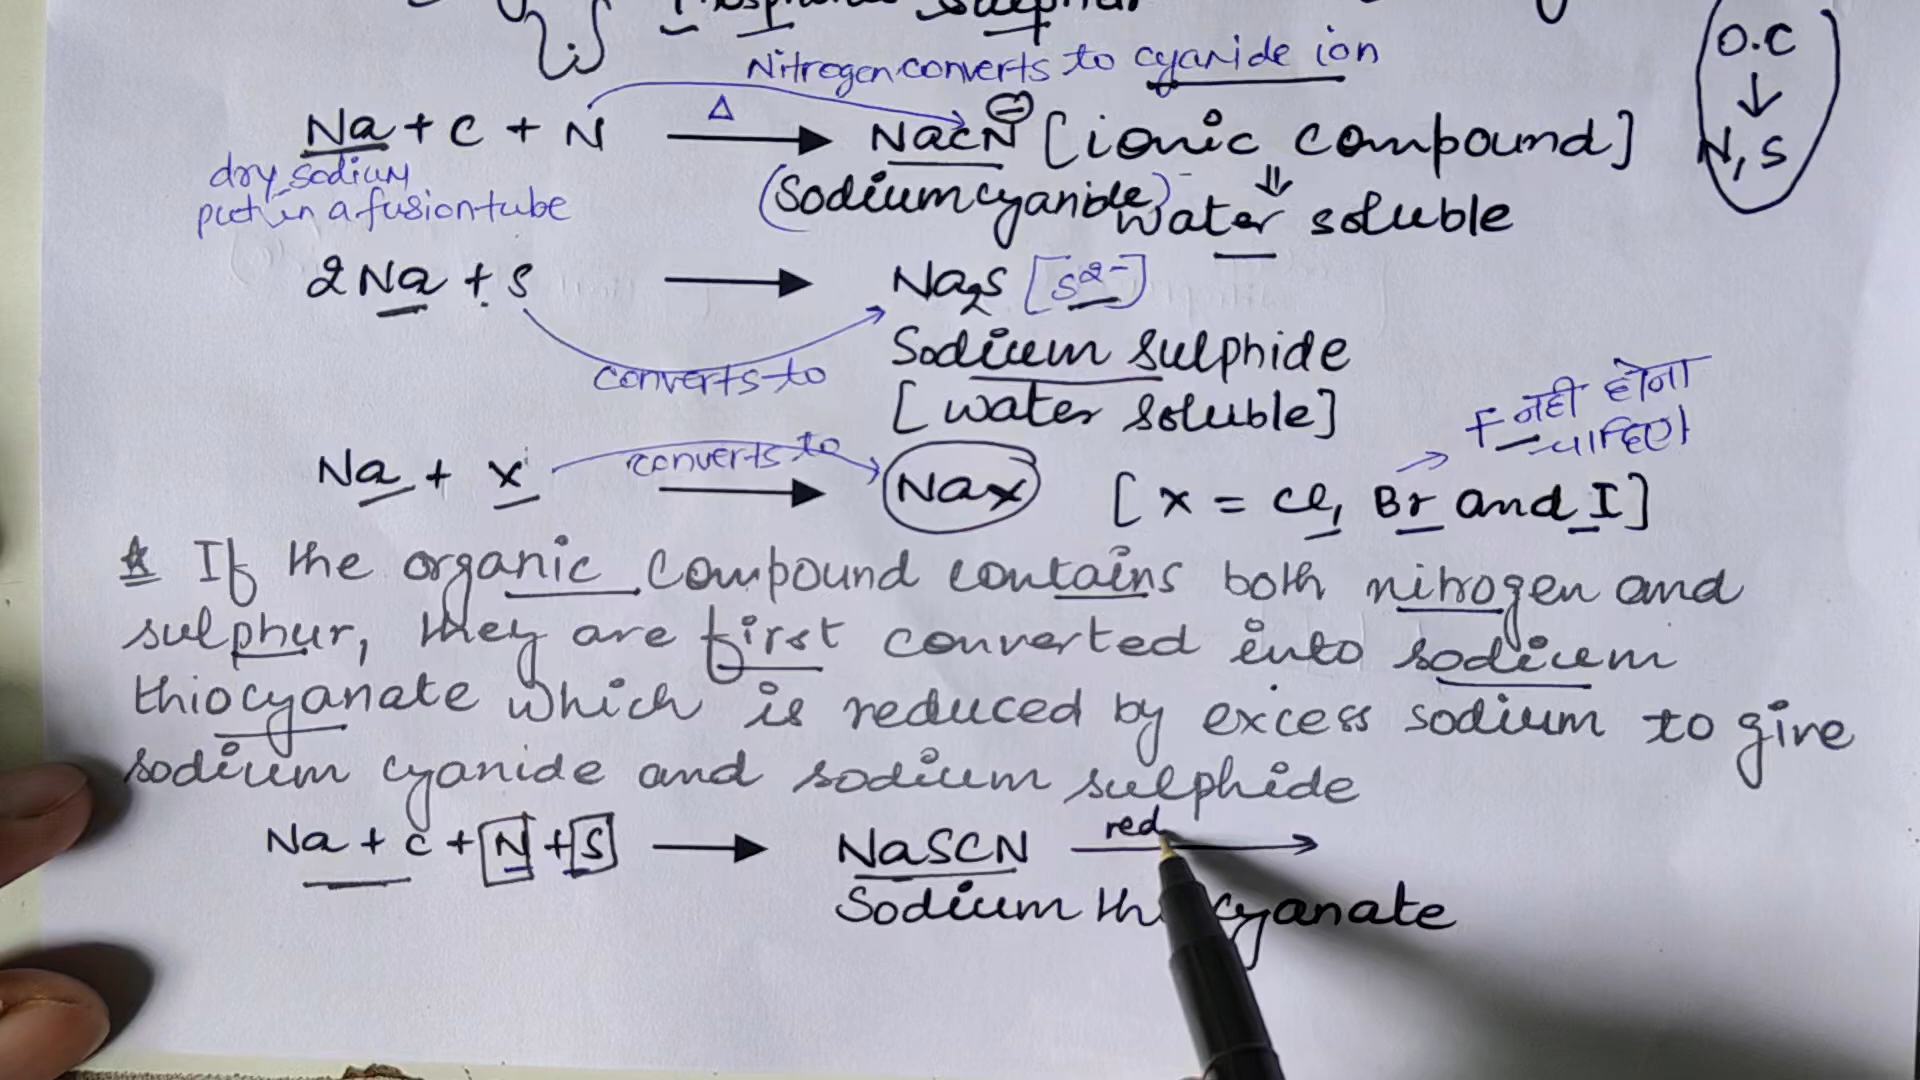 sulphur
Nitrogen converts to cyanide ion
O.C
↓
N, S
Na + C + N Δ → NaCN⊖ [ionic compound]
dry sodium
put in a fusion tube
(Sodium cyanide) ⇓
water soluble
2Na + S → Na2S [S2-]
converts to
Sodium sulphide
[water soluble]
F नहीं होना
चाहिए
Na + X converts to → NaX [X = Cl, Br and I]
☆ If the organic compound contains both nitrogen and
sulphur, they are first converted into sodium
thiocyanate which is reduced by excess sodium to give
sodium cyanide and sodium sulphide
Na + C + N + S → NaSCN red →
Sodium cyanate